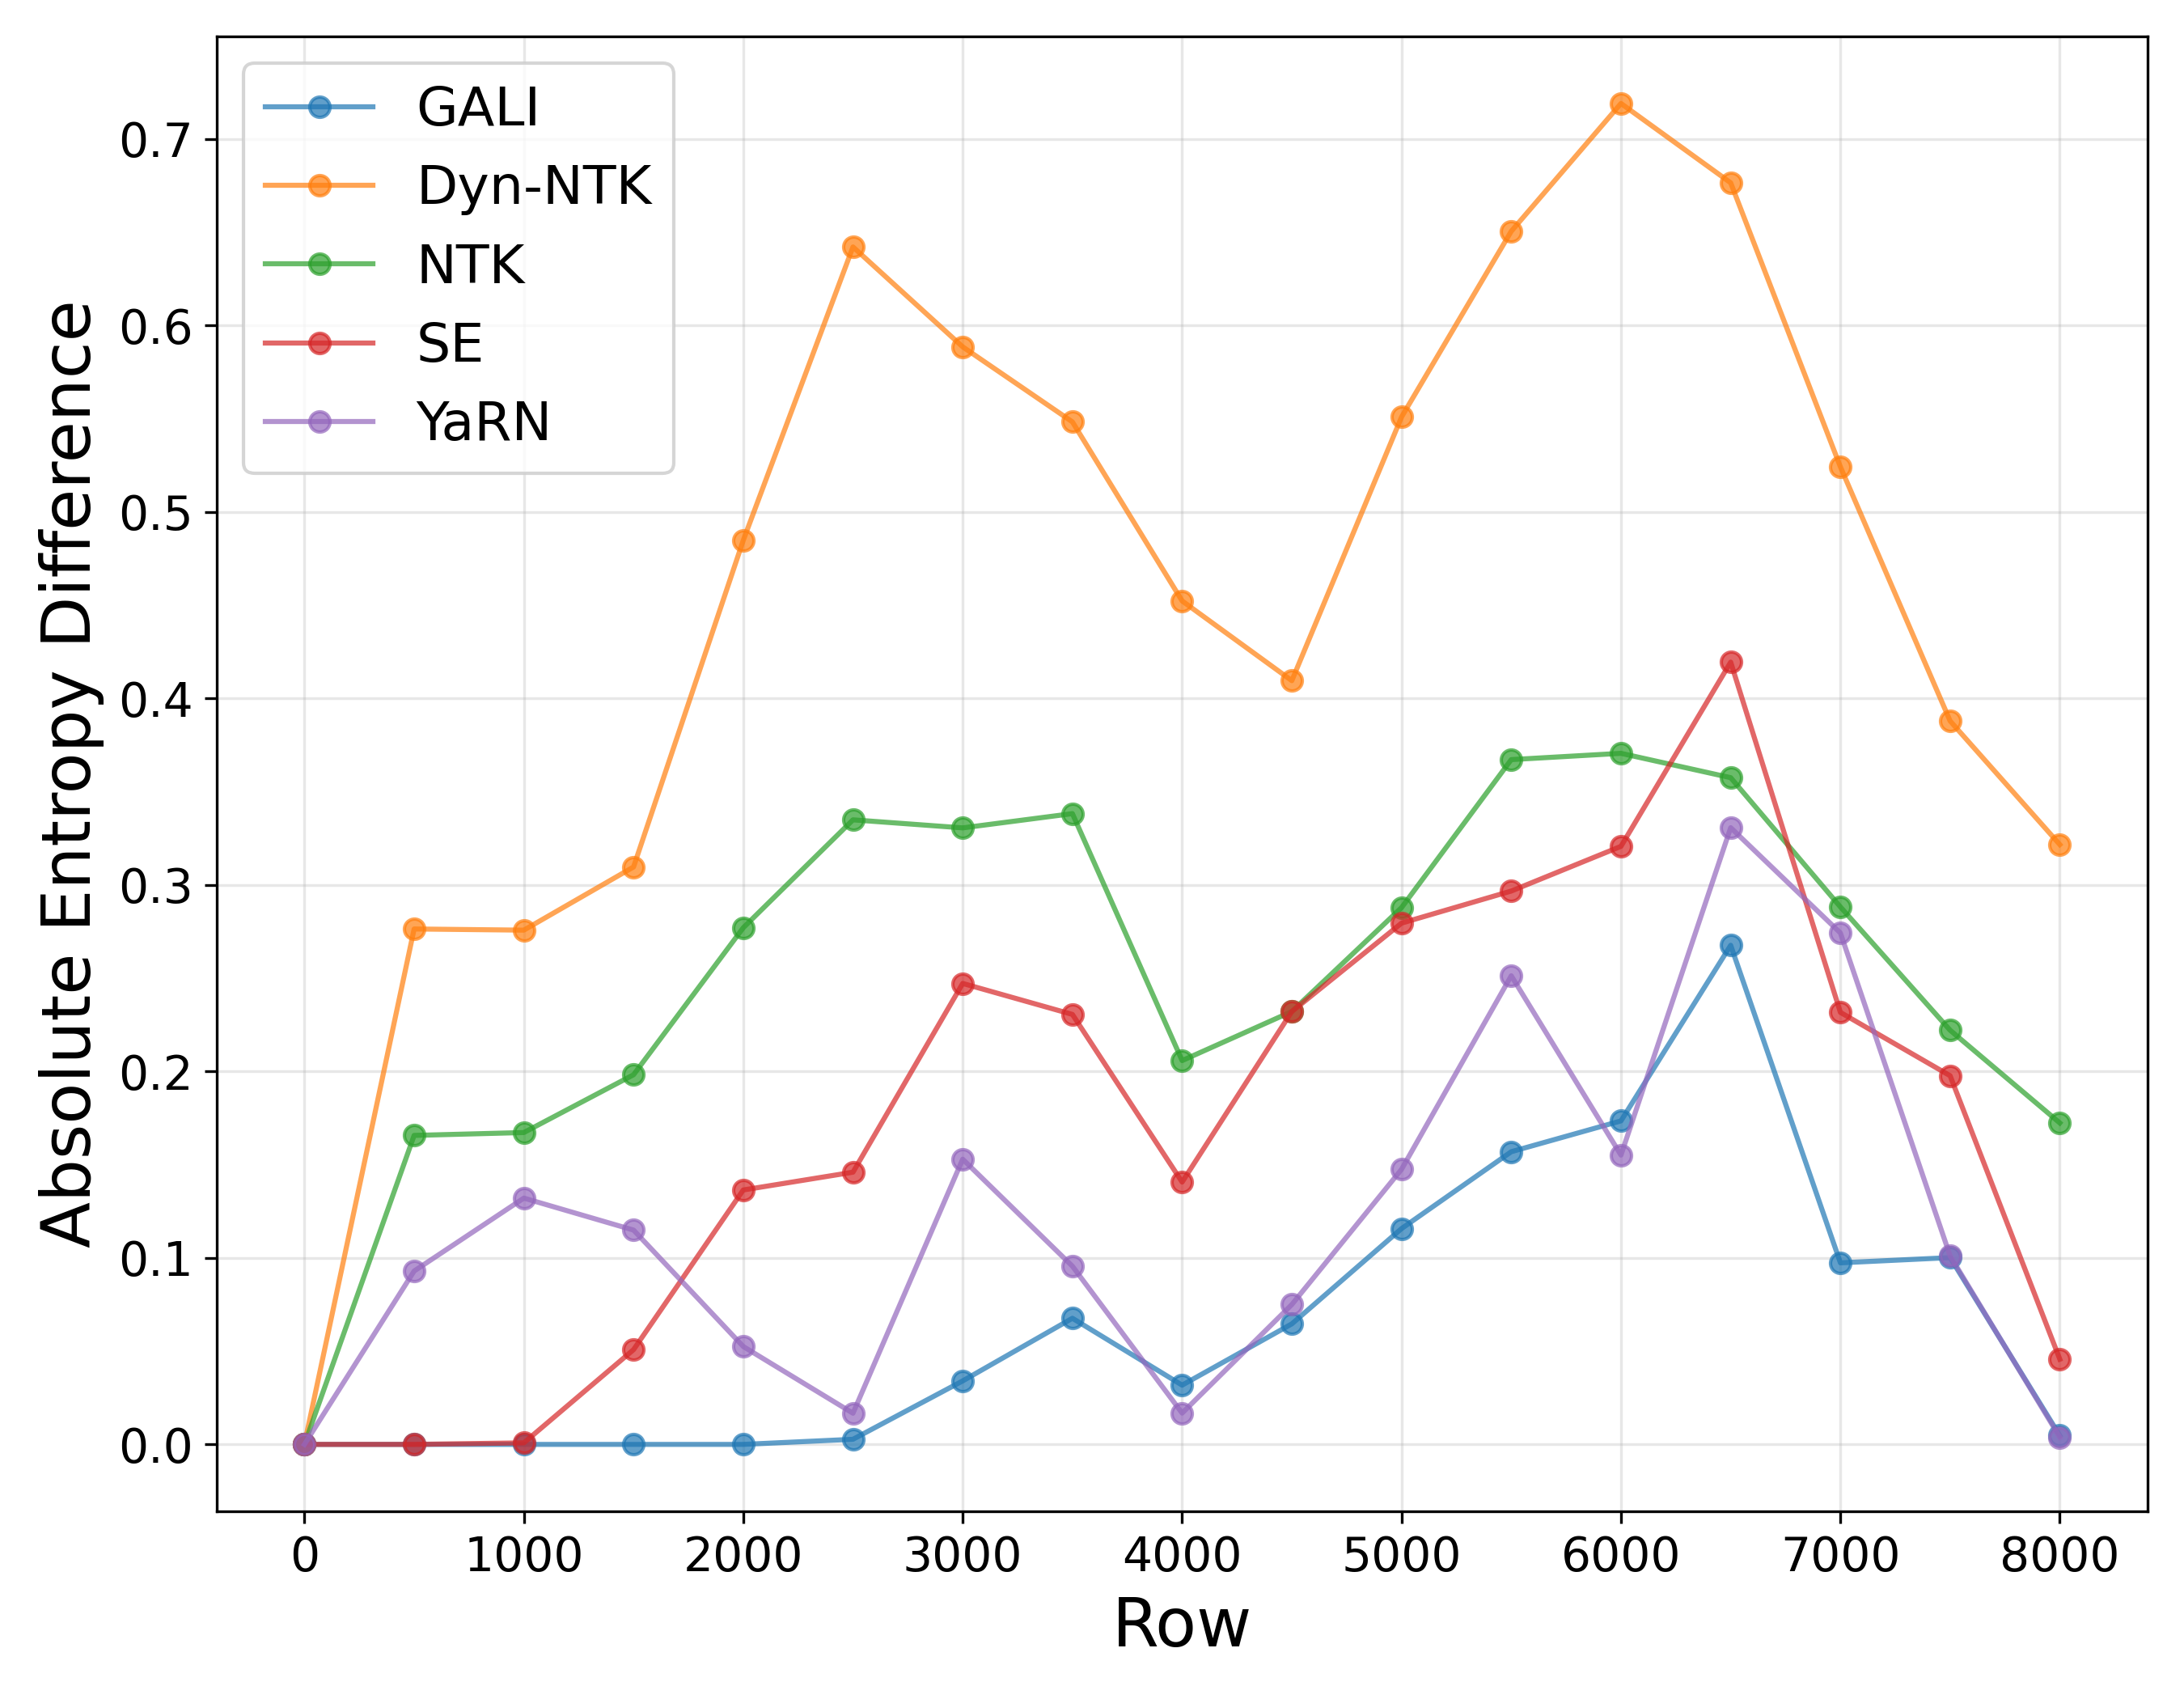 GALI
Dyn-NTK
NTK
SE
YaRN
Absolute Entropy Difference
0.7
0.6
0.5
0.4
0.3
0.2
0.1
0.0
0 1000 2000 3000 4000 5000 6000 7000 8000
Row